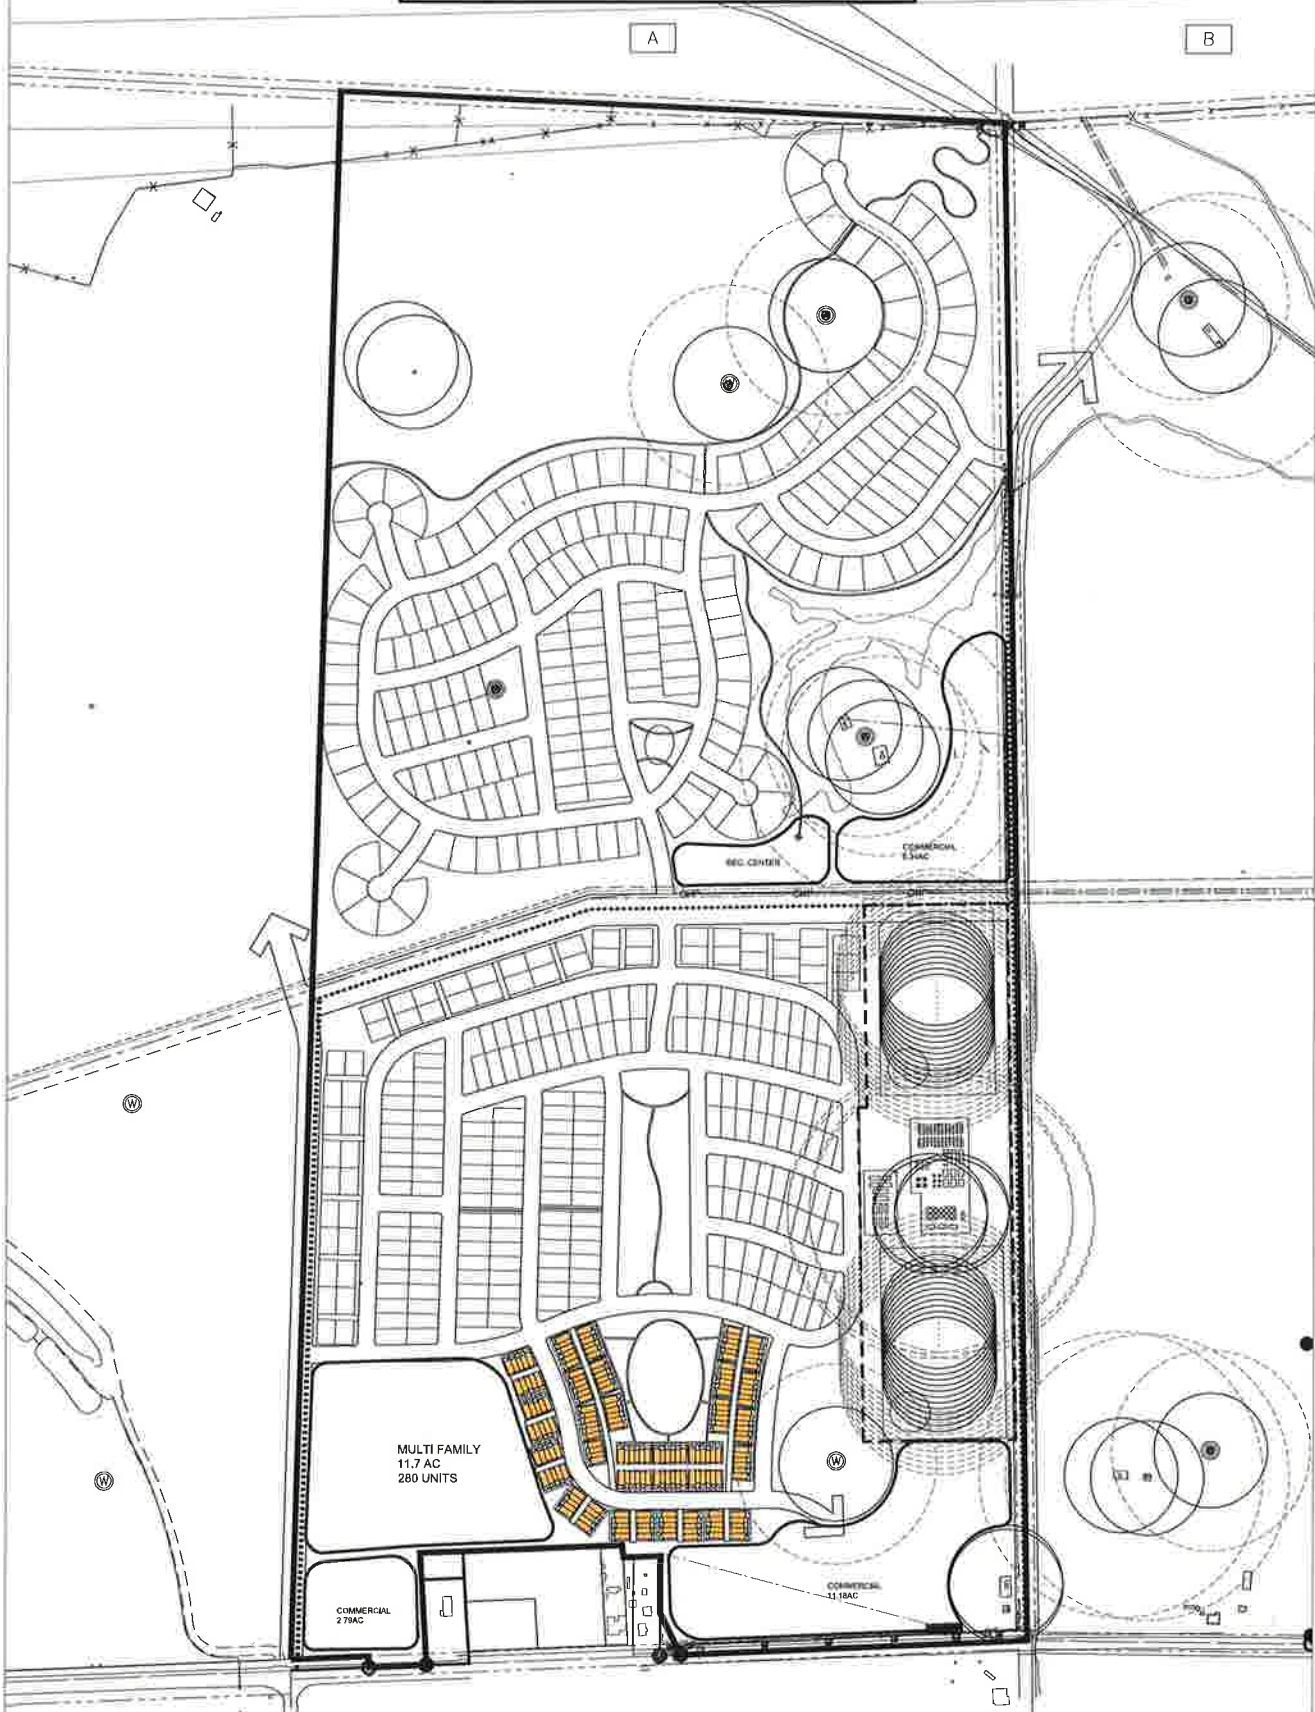 A
B
REC. CENTER
COMMERCIAL
W
MULTI FAMILY
11.7 AC
280 UNITS
W
W
COMMERCIAL
11.18AC
COMMERCIAL
2.79AC